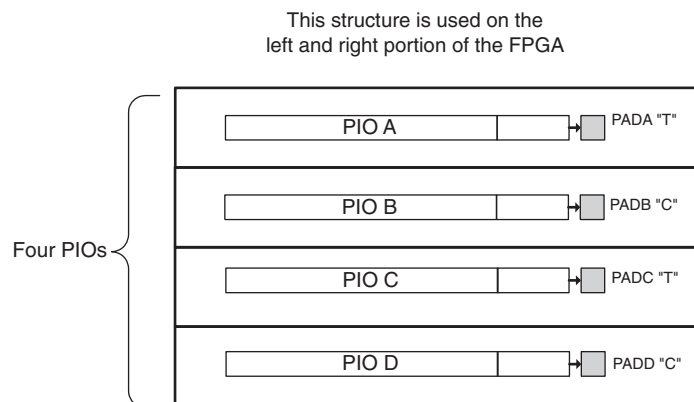 This structure is used on the
left and right portion of the FPGA
PIO A
PADA "T"
PIO B
PADB "C"
Four PIOs
PIO C
PADC "T"
PIO D
PADD "C"